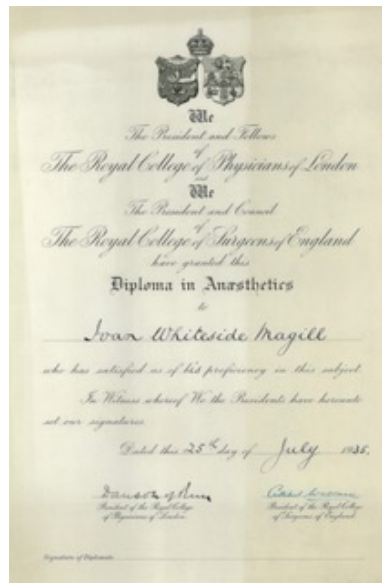 We
The President and Fellows
of
The Royal College of Physicians of London
and
We
The President and Council
of
The Royal College of Surgeons of England
have granted this
Diploma in Anæsthetics
to
Ivan Whiteside Magill
who has satisfied us of his proficiency in this subject.
In Witness whereof We the Presidents have hereunto
set our signatures
Dated this 25th day of July 1935.
Dawson of Penn
President of the Royal College
of Physicians of London
President of the Royal College
of Surgeons of England
Signature of Diplomate